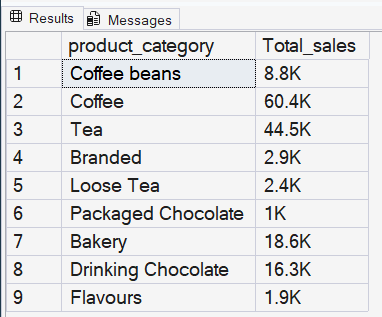 Results Messages
product_category Total_sales
1 Coffee beans 8.8K
2 Coffee 60.4K
3 Tea 44.5K
4 Branded 2.9K
5 Loose Tea 2.4K
6 Packaged Chocolate 1K
7 Bakery 18.6K
8 Drinking Chocolate 16.3K
9 Flavours 1.9K